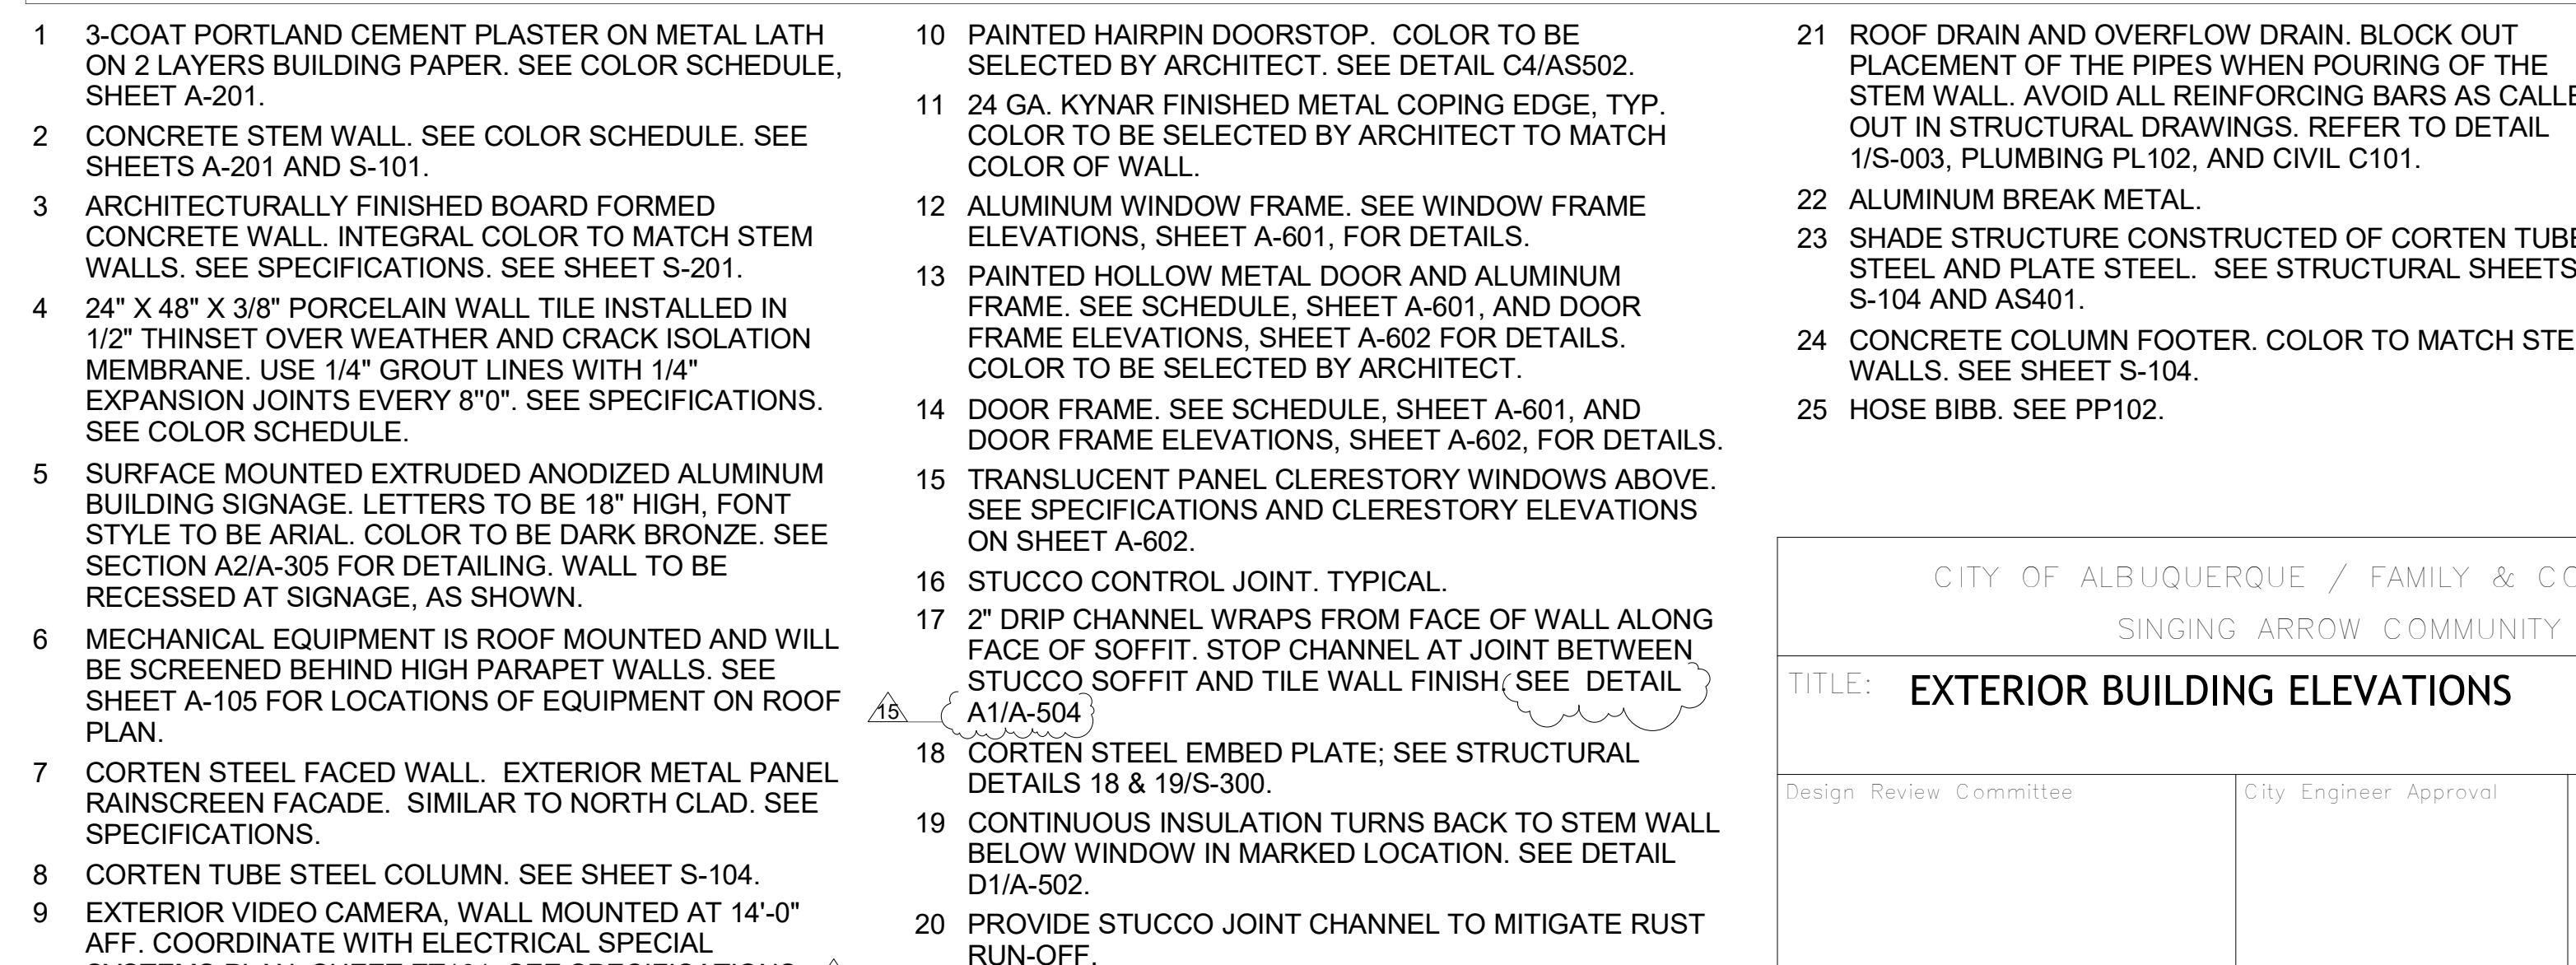 1 3-COAT PORTLAND CEMENT PLASTER ON METAL LATH
ON 2 LAYERS BUILDING PAPER. SEE COLOR SCHEDULE,
SHEET A-201.
2 CONCRETE STEM WALL. SEE COLOR SCHEDULE. SEE
SHEETS A-201 AND S-101.
3 ARCHITECTURALLY FINISHED BOARD FORMED
CONCRETE WALL. INTEGRAL COLOR TO MATCH STEM
WALLS. SEE SPECIFICATIONS. SEE SHEET S-201.
4 24" X 48" X 3/8" PORCELAIN WALL TILE INSTALLED IN
1/2" THINSET OVER WEATHER AND CRACK ISOLATION
MEMBRANE. USE 1/4" GROUT LINES WITH 1/4"
EXPANSION JOINTS EVERY 8"0". SEE SPECIFICATIONS.
SEE COLOR SCHEDULE.
5 SURFACE MOUNTED EXTRUDED ANODIZED ALUMINUM
BUILDING SIGNAGE. LETTERS TO BE 18" HIGH, FONT
STYLE TO BE ARIAL. COLOR TO BE DARK BRONZE. SEE
SECTION A2/A-305 FOR DETAILING. WALL TO BE
RECESSED AT SIGNAGE, AS SHOWN.
6 MECHANICAL EQUIPMENT IS ROOF MOUNTED AND WILL
BE SCREENED BEHIND HIGH PARAPET WALLS. SEE
SHEET A-105 FOR LOCATIONS OF EQUIPMENT ON ROOF
PLAN.
7 CORTEN STEEL FACED WALL. EXTERIOR METAL PANEL
RAINSCREEN FACADE. SIMILAR TO NORTH CLAD. SEE
SPECIFICATIONS.
8 CORTEN TUBE STEEL COLUMN. SEE SHEET S-104.
9 EXTERIOR VIDEO CAMERA, WALL MOUNTED AT 14'-0"
AFF. COORDINATE WITH ELECTRICAL SPECIAL
10 PAINTED HAIRPIN DOORSTOP. COLOR TO BE
SELECTED BY ARCHITECT. SEE DETAIL C4/AS502.
11 24 GA. KYNAR FINISHED METAL COPING EDGE, TYP.
COLOR TO BE SELECTED BY ARCHITECT TO MATCH
COLOR OF WALL.
12 ALUMINUM WINDOW FRAME. SEE WINDOW FRAME
ELEVATIONS, SHEET A-601, FOR DETAILS.
13 PAINTED HOLLOW METAL DOOR AND ALUMINUM
FRAME. SEE SCHEDULE, SHEET A-601, AND DOOR
FRAME ELEVATIONS, SHEET A-602 FOR DETAILS.
COLOR TO BE SELECTED BY ARCHITECT.
14 DOOR FRAME. SEE SCHEDULE, SHEET A-601, AND
DOOR FRAME ELEVATIONS, SHEET A-602, FOR DETAILS.
15 TRANSLUCENT PANEL CLERESTORY WINDOWS ABOVE.
SEE SPECIFICATIONS AND CLERESTORY ELEVATIONS
ON SHEET A-602.
16 STUCCO CONTROL JOINT. TYPICAL.
17 2" DRIP CHANNEL WRAPS FROM FACE OF WALL ALONG
FACE OF SOFFIT. STOP CHANNEL AT JOINT BETWEEN
STUCCO SOFFIT AND TILE WALL FINISH. SEE DETAIL
15 A1/A-504
18 CORTEN STEEL EMBED PLATE; SEE STRUCTURAL
DETAILS 18 & 19/S-300.
19 CONTINUOUS INSULATION TURNS BACK TO STEM WALL
BELOW WINDOW IN MARKED LOCATION. SEE DETAIL
D1/A-502.
20 PROVIDE STUCCO JOINT CHANNEL TO MITIGATE RUST
RUN-OFF.
21 ROOF DRAIN AND OVERFLOW DRAIN. BLOCK OUT
PLACEMENT OF THE PIPES WHEN POURING OF THE
STEM WALL. AVOID ALL REINFORCING BARS AS CALLE
OUT IN STRUCTURAL DRAWINGS. REFER TO DETAIL
1/S-003, PLUMBING PL102, AND CIVIL C101.
22 ALUMINUM BREAK METAL.
23 SHADE STRUCTURE CONSTRUCTED OF CORTEN TUBE
STEEL AND PLATE STEEL. SEE STRUCTURAL SHEETS
S-104 AND AS401.
24 CONCRETE COLUMN FOOTER. COLOR TO MATCH STE
WALLS. SEE SHEET S-104.
25 HOSE BIBB. SEE PP102.
CITY OF ALBUQUERQUE / FAMILY & CO
SINGING ARROW COMMUNITY
TITLE: EXTERIOR BUILDING ELEVATIONS
Design Review Committee
City Engineer Approval